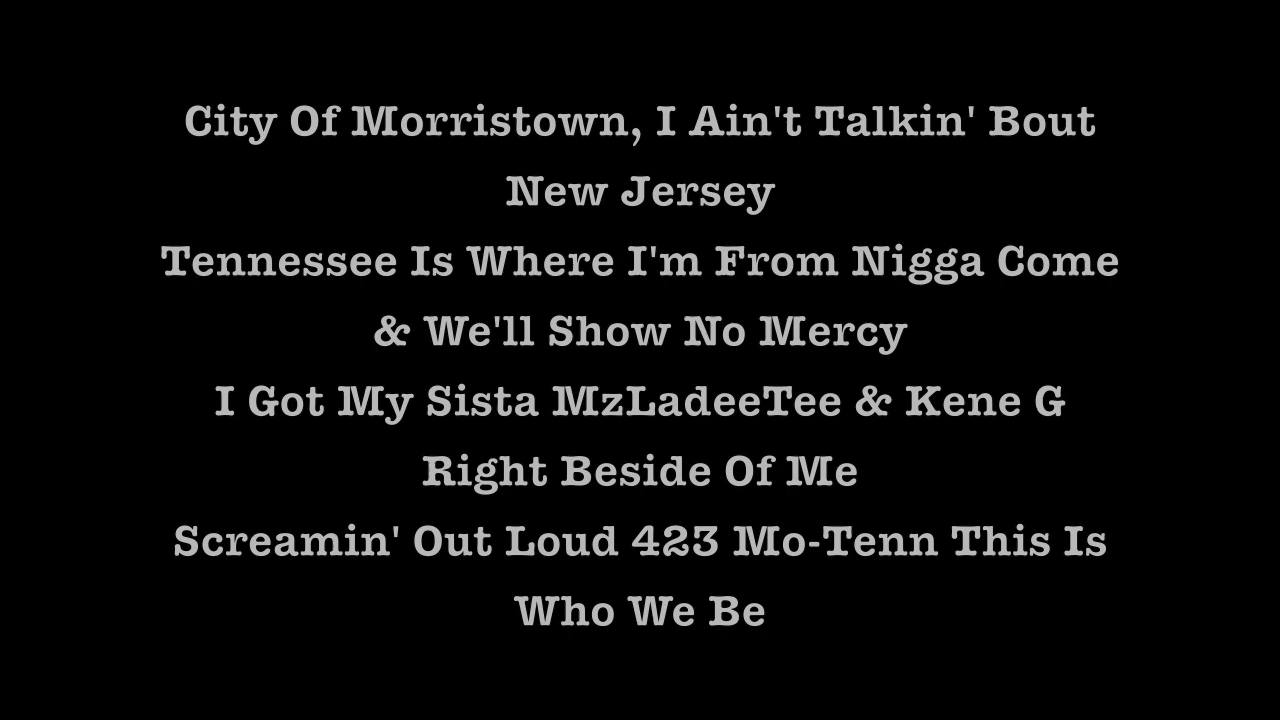 City Of Morristown, I Ain't Talkin' Bout
New Jersey
Tennessee Is Where I'm From Nigga Come
& We'll Show No Mercy
I Got My Sista MzLadeeTee & Kene G
Right Beside Of Me
Screamin' Out Loud 423 Mo-Tenn This Is
Who We Be